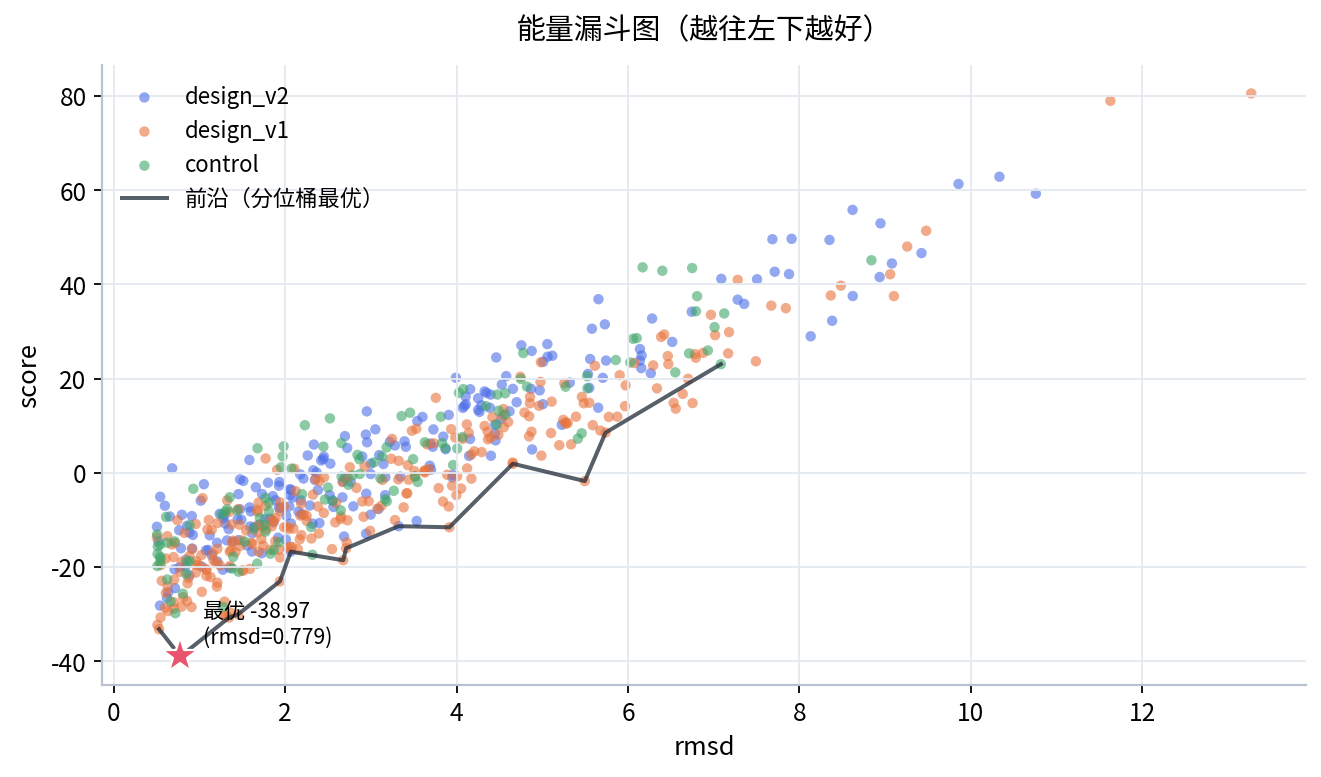 能量漏斗图（越往左下越好）
score
80
60
40
20
0
-20
-40
design_v2
design_v1
control
前沿（分位桶最优）
最优 -38.97
(rmsd=0.779)
0
2
4
6
8
10
12
rmsd